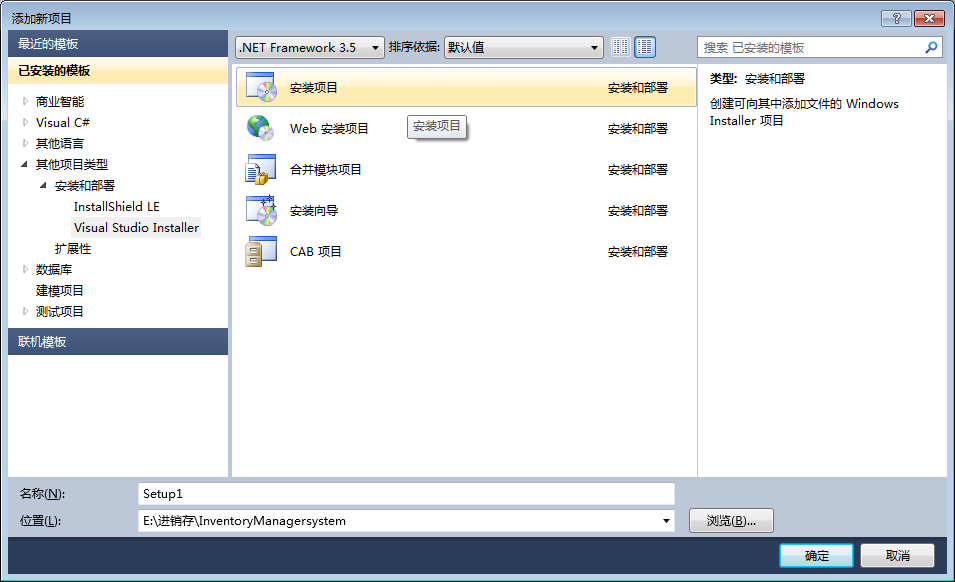 添加新项目
最近的模板
已安装的模板
商业智能
Visual C#
其他语言
其他项目类型
安装和部署
InstallShield LE
Visual Studio Installer
扩展性
数据库
建模项目
测试项目
联机模板
.NET Framework 3.5 排序依据: 默认值
安装项目 安装和部署
Web 安装项目 安装和部署
安装项目
合并模块项目 安装和部署
安装向导 安装和部署
CAB 项目 安装和部署
搜索 已安装的模板
类型: 安装和部署
创建可向其中添加文件的 Windows
Installer 项目
名称(N): Setup1
位置(L): E:\进销存\InventoryManagersystem 浏览(B)...
确定 取消